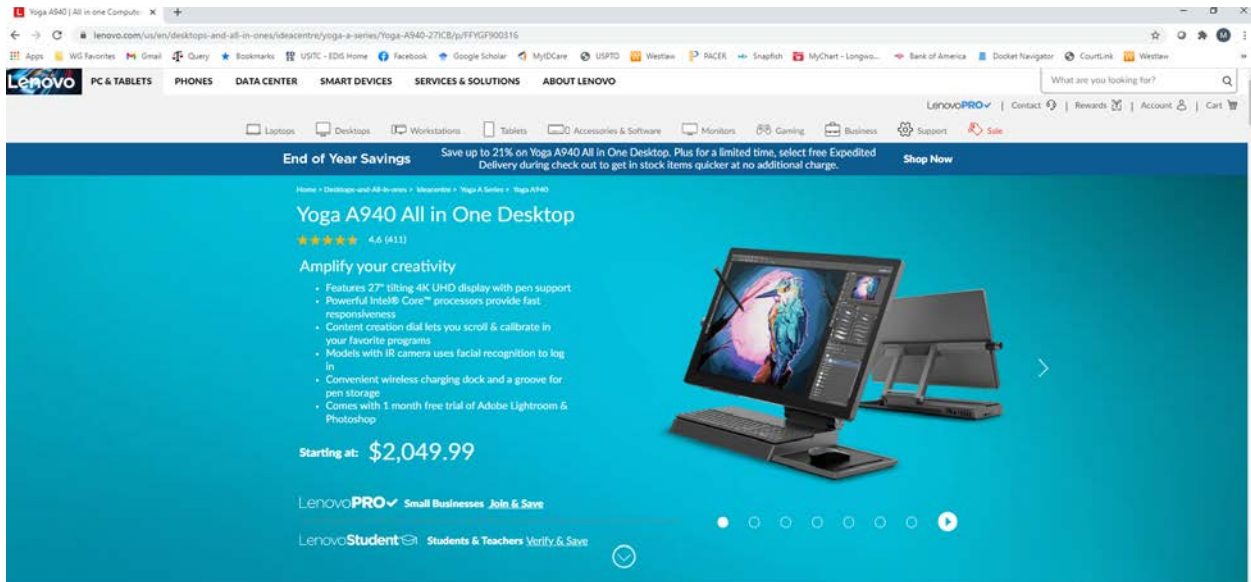 Yoga A940 | All in one Compute
lenovo.com/us/en/desktops-and-all-in-ones/ideacentre/yoga-a-series/Yoga-A940-27ICB/p/FFYGF900316
Apps WG Favorites Gmail Query Bookmarks USITC - EDIS Home Facebook Google Scholar MyIDCare USPTO Westlaw PACER Snapfish MyChart - Longwo... Bank of America Docket Navigator CourtLink Westlaw
Lenovo PC & TABLETS PHONES DATA CENTER SMART DEVICES SERVICES & SOLUTIONS ABOUT LENOVO What are you looking for?
LenovoPRO | Contact | Rewards | Account | Cart
Laptops Desktops Workstations Tablets Accessories & Software Monitors Gaming Business Support Sale
End of Year Savings Save up to 21% on Yoga A940 All in One Desktop. Plus for a limited time, select free Expedited Shop Now
Delivery during check out to get in stock items quicker at no additional charge.
Home > Desktops-and-All-in-ones > Ideacentre > Yoga A Series > Yoga A940
Yoga A940 All in One Desktop
4.6 (411)
Amplify your creativity
• Features 27" tilting 4K UHD display with pen support
• Powerful Intel® Core™ processors provide fast
responsiveness
• Content creation dial lets you scroll & calibrate in
your favorite programs
• Models with IR camera uses facial recognition to log
in
• Convenient wireless charging dock and a groove for
pen storage
• Comes with 1 month free trial of Adobe Lightroom &
Photoshop
Starting at: $2,049.99
LenovoPRO Small Businesses Join & Save
LenovoStudent Students & Teachers Verify & Save